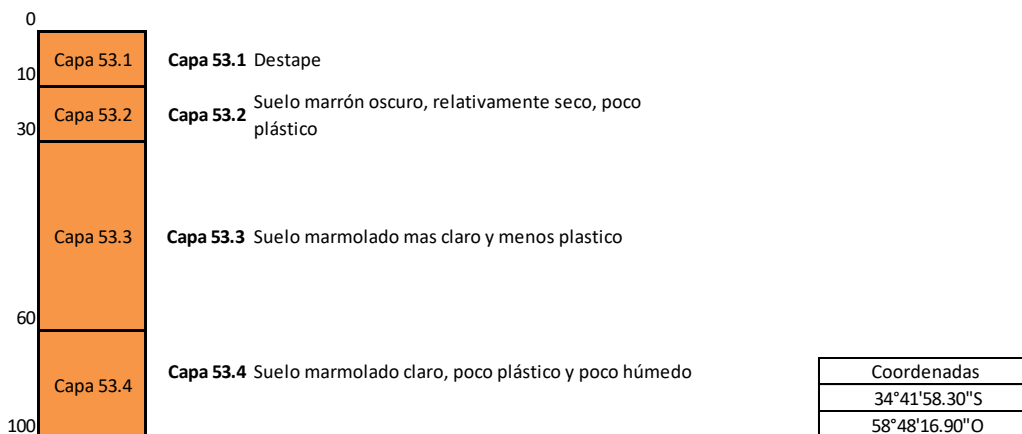 0
Capa 53.1
Capa 53.1 Destape
10
Capa 53.2
Capa 53.2 Suelo marrón oscuro, relativamente seco, poco
plástico
30
Capa 53.3
Capa 53.3 Suelo marmolado mas claro y menos plastico
60
Capa 53.4
Capa 53.4 Suelo marmolado claro, poco plástico y poco húmedo
100
Coordenadas
34°41'58.30"S
58°48'16.90"O